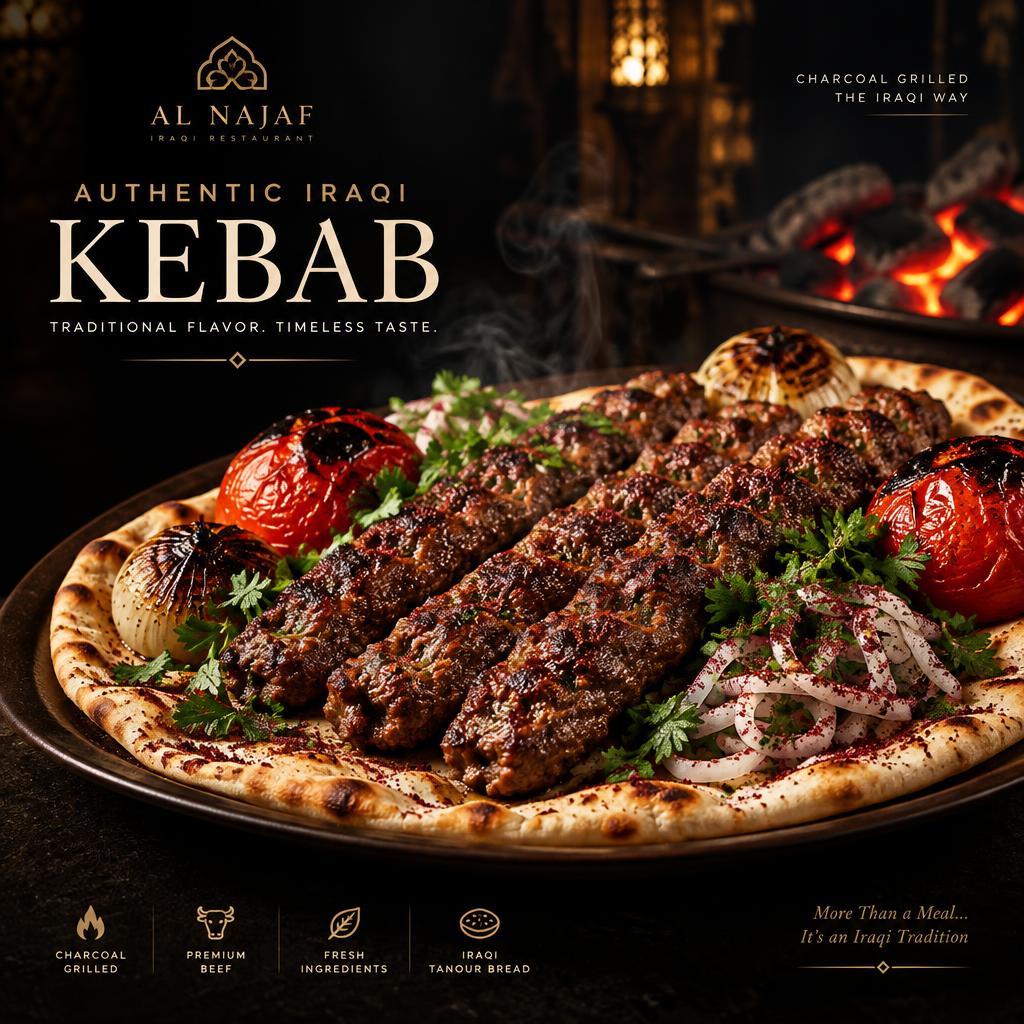 AL NAJAF
IRAQI RESTAURANT
CHARCOAL GRILLED
THE IRAQI WAY
AUTHENTIC IRAQI
KEBAB
TRADITIONAL FLAVOR. TIMELESS TASTE.
CHARCOAL
GRILLED
PREMIUM
BEEF
FRESH
INGREDIENTS
IRAQI
TANOUR BREAD
More Than a Meal...
It's an Iraqi Tradition